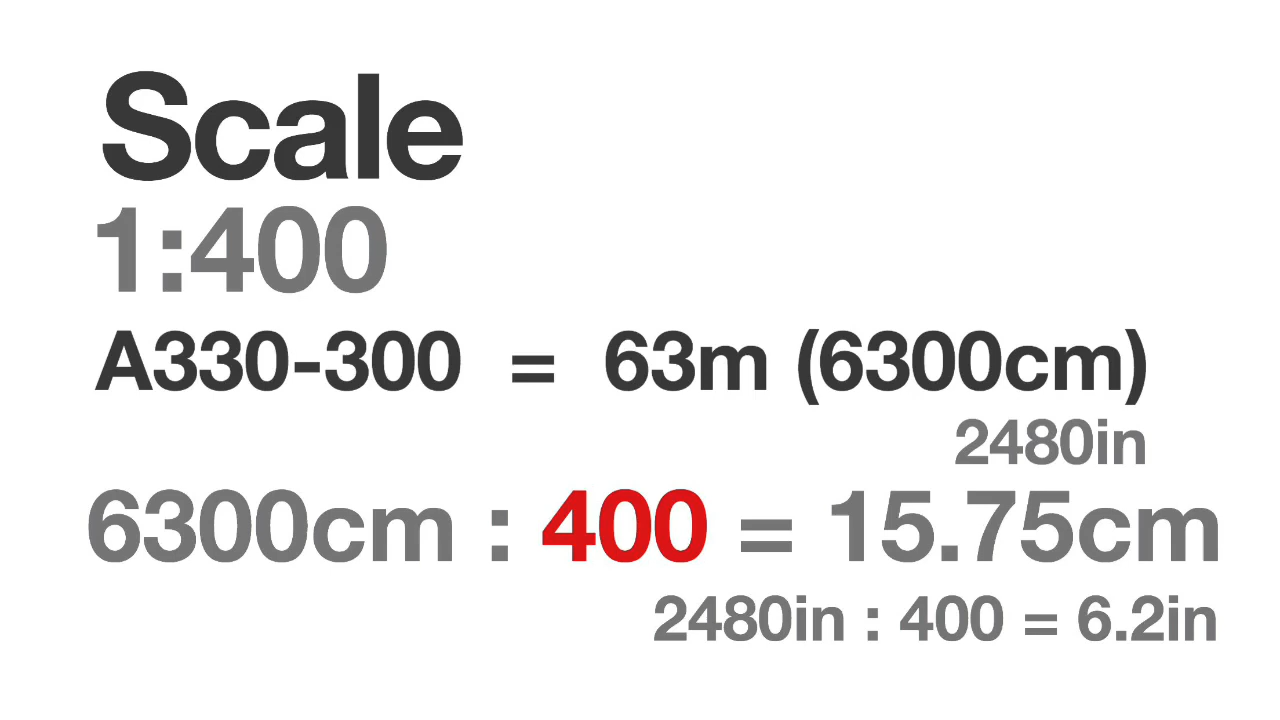 Scale
1:400
A330-300 = 63m (6300cm)
2480in
6300cm : 400 = 15.75cm
2480in : 400 = 6.2in